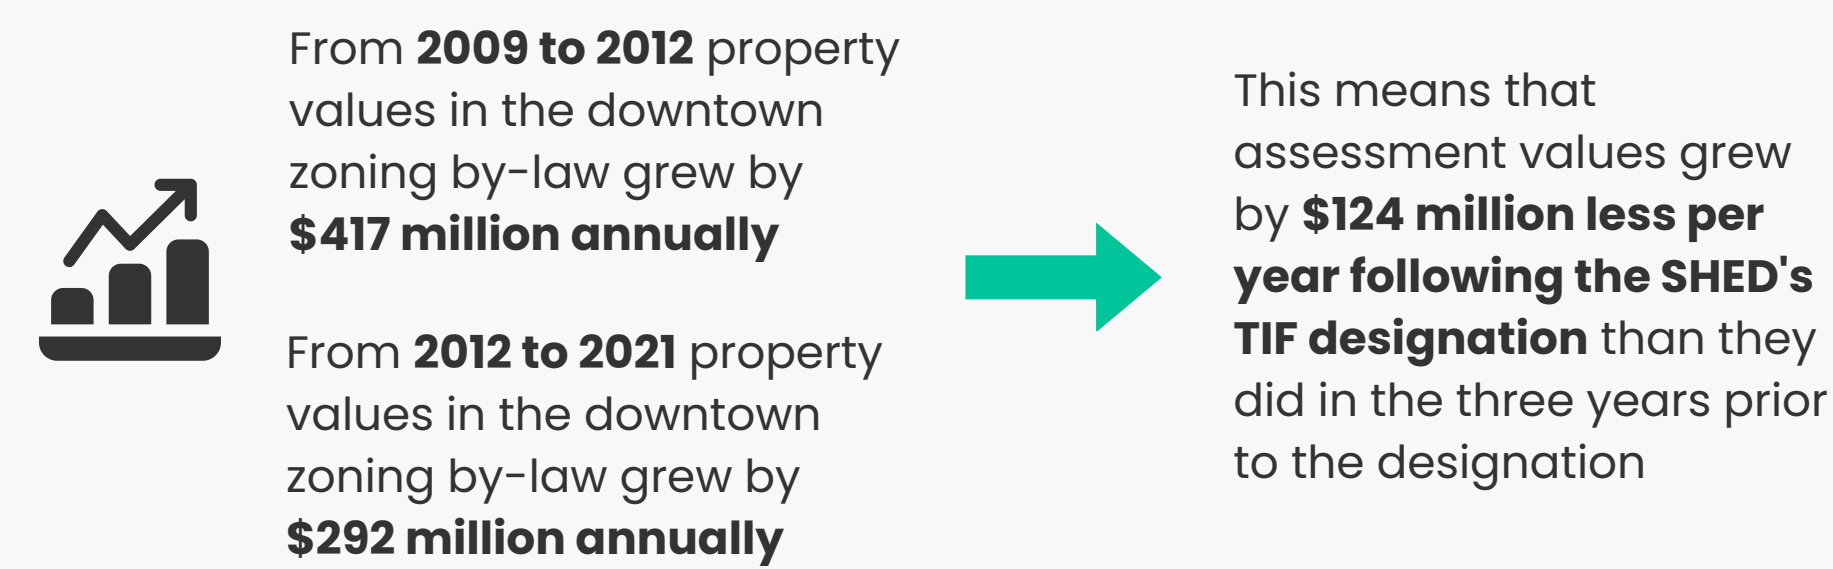 From 2009 to 2012 property
values in the downtown
zoning by-law grew by
$417 million annually
From 2012 to 2021 property
values in the downtown
zoning by-law grew by
$292 million annually
This means that
assessment values grew
by $124 million less per
year following the SHED's
TIF designation than they
did in the three years prior
to the designation